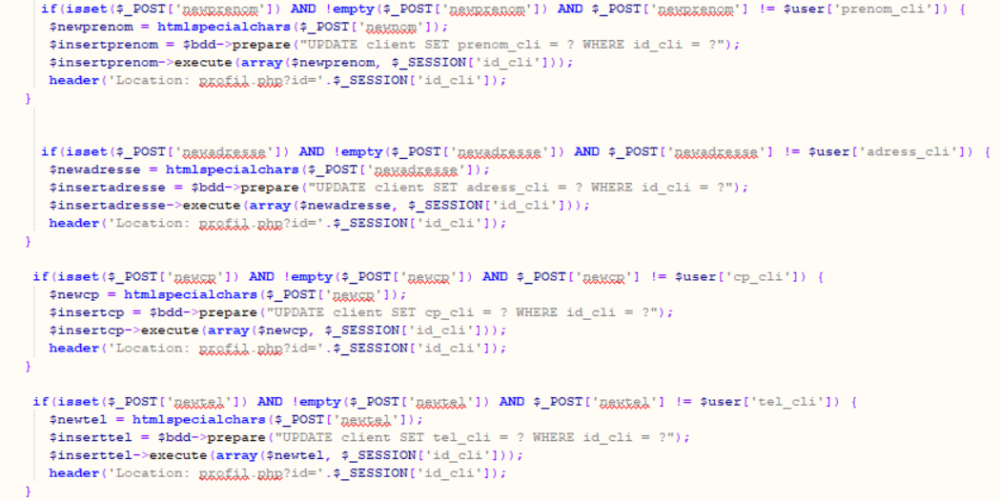 if(isset($_POST['newprenom']) AND !empty($_POST['newprenom']) AND $_POST['newprenom'] != $user['prenom_cli']) {
$newprenom = htmlspecialchars($_POST['newnom']);
$insertprenom = $bdd->prepare("UPDATE client SET prenom_cli = ? WHERE id_cli = ?");
$insertprenom->execute(array($newprenom, $_SESSION['id_cli']));
header('Location: profil.php?id='.$_SESSION['id_cli']);
}
if(isset($_POST['newadresse']) AND !empty($_POST['newadresse']) AND $_POST['newadresse'] != $user['adress_cli']) {
$newadresse = htmlspecialchars($_POST['newadresse']);
$insertadresse = $bdd->prepare("UPDATE client SET adress_cli = ? WHERE id_cli = ?");
$insertadresse->execute(array($newadresse, $_SESSION['id_cli']));
header('Location: profil.php?id='.$_SESSION['id_cli']);
}
if(isset($_POST['newcp']) AND !empty($_POST['newcp']) AND $_POST['newcp'] != $user['cp_cli']) {
$newcp = htmlspecialchars($_POST['newcp']);
$insertcp = $bdd->prepare("UPDATE client SET cp_cli = ? WHERE id_cli = ?");
$insertcp->execute(array($newcp, $_SESSION['id_cli']));
header('Location: profil.php?id='.$_SESSION['id_cli']);
}
if(isset($_POST['newtel']) AND !empty($_POST['newtel']) AND $_POST['newtel'] != $user['tel_cli']) {
$newtel = htmlspecialchars($_POST['newtel']);
$inserttel = $bdd->prepare("UPDATE client SET tel_cli = ? WHERE id_cli = ?");
$inserttel->execute(array($newtel, $_SESSION['id_cli']));
header('Location: profil.php?id='.$_SESSION['id_cli']);
}